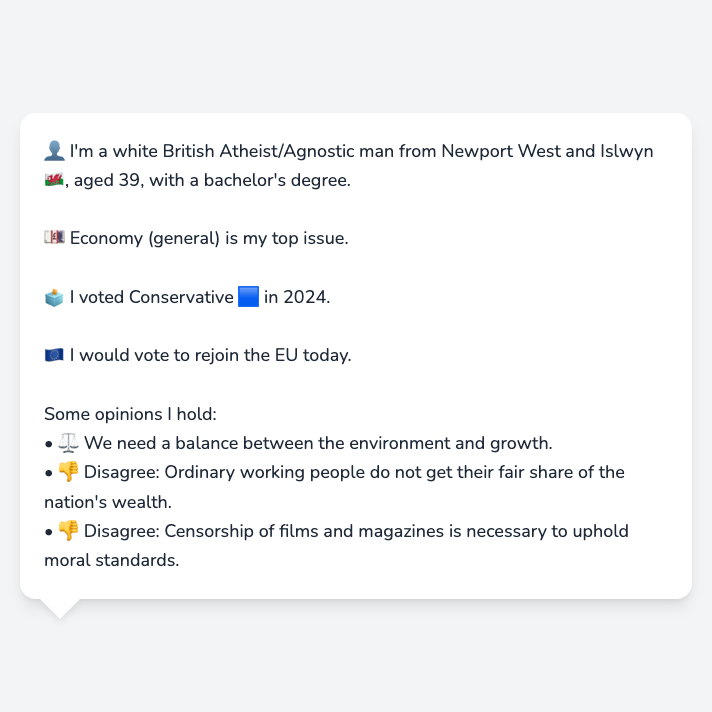 👤 I'm a white British Atheist/Agnostic man from Newport West and Islwyn
🏴󠁧󠁢󠁷󠁬󠁳󠁿, aged 39, with a bachelor's degree.
💷 Economy (general) is my top issue.
🗳️ I voted Conservative 🟦 in 2024.
🇪🇺 I would vote to rejoin the EU today.
Some opinions I hold:
• ⚖️ We need a balance between the environment and growth.
• 👎 Disagree: Ordinary working people do not get their fair share of the
nation's wealth.
• 👎 Disagree: Censorship of films and magazines is necessary to uphold
moral standards.